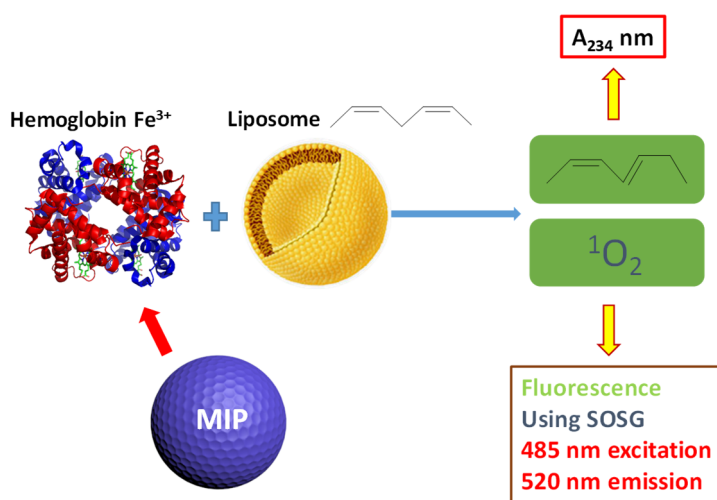 A₂₃₄ nm
Hemoglobin Fe³⁺
Liposome
¹O₂
MIP
Fluorescence
Using SOSG
485 nm excitation
520 nm emission